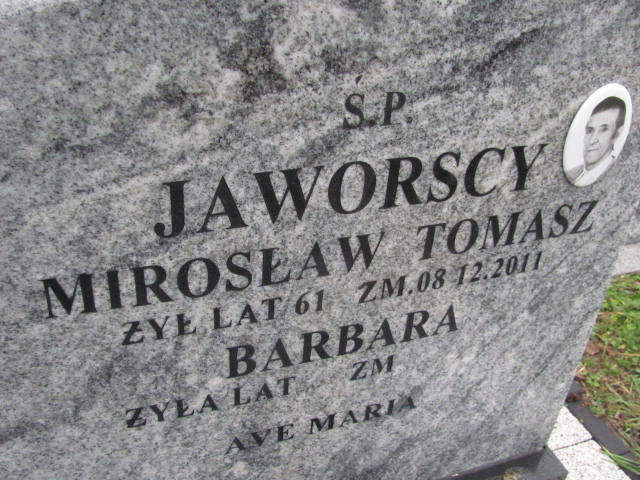 Ś.P.
JAWORSCY
MIROSŁAW TOMASZ
ŻYŁ LAT 61 ZM.08 12.2011
BARBARA
ŻYŁA LAT ZM
AVE MARIA